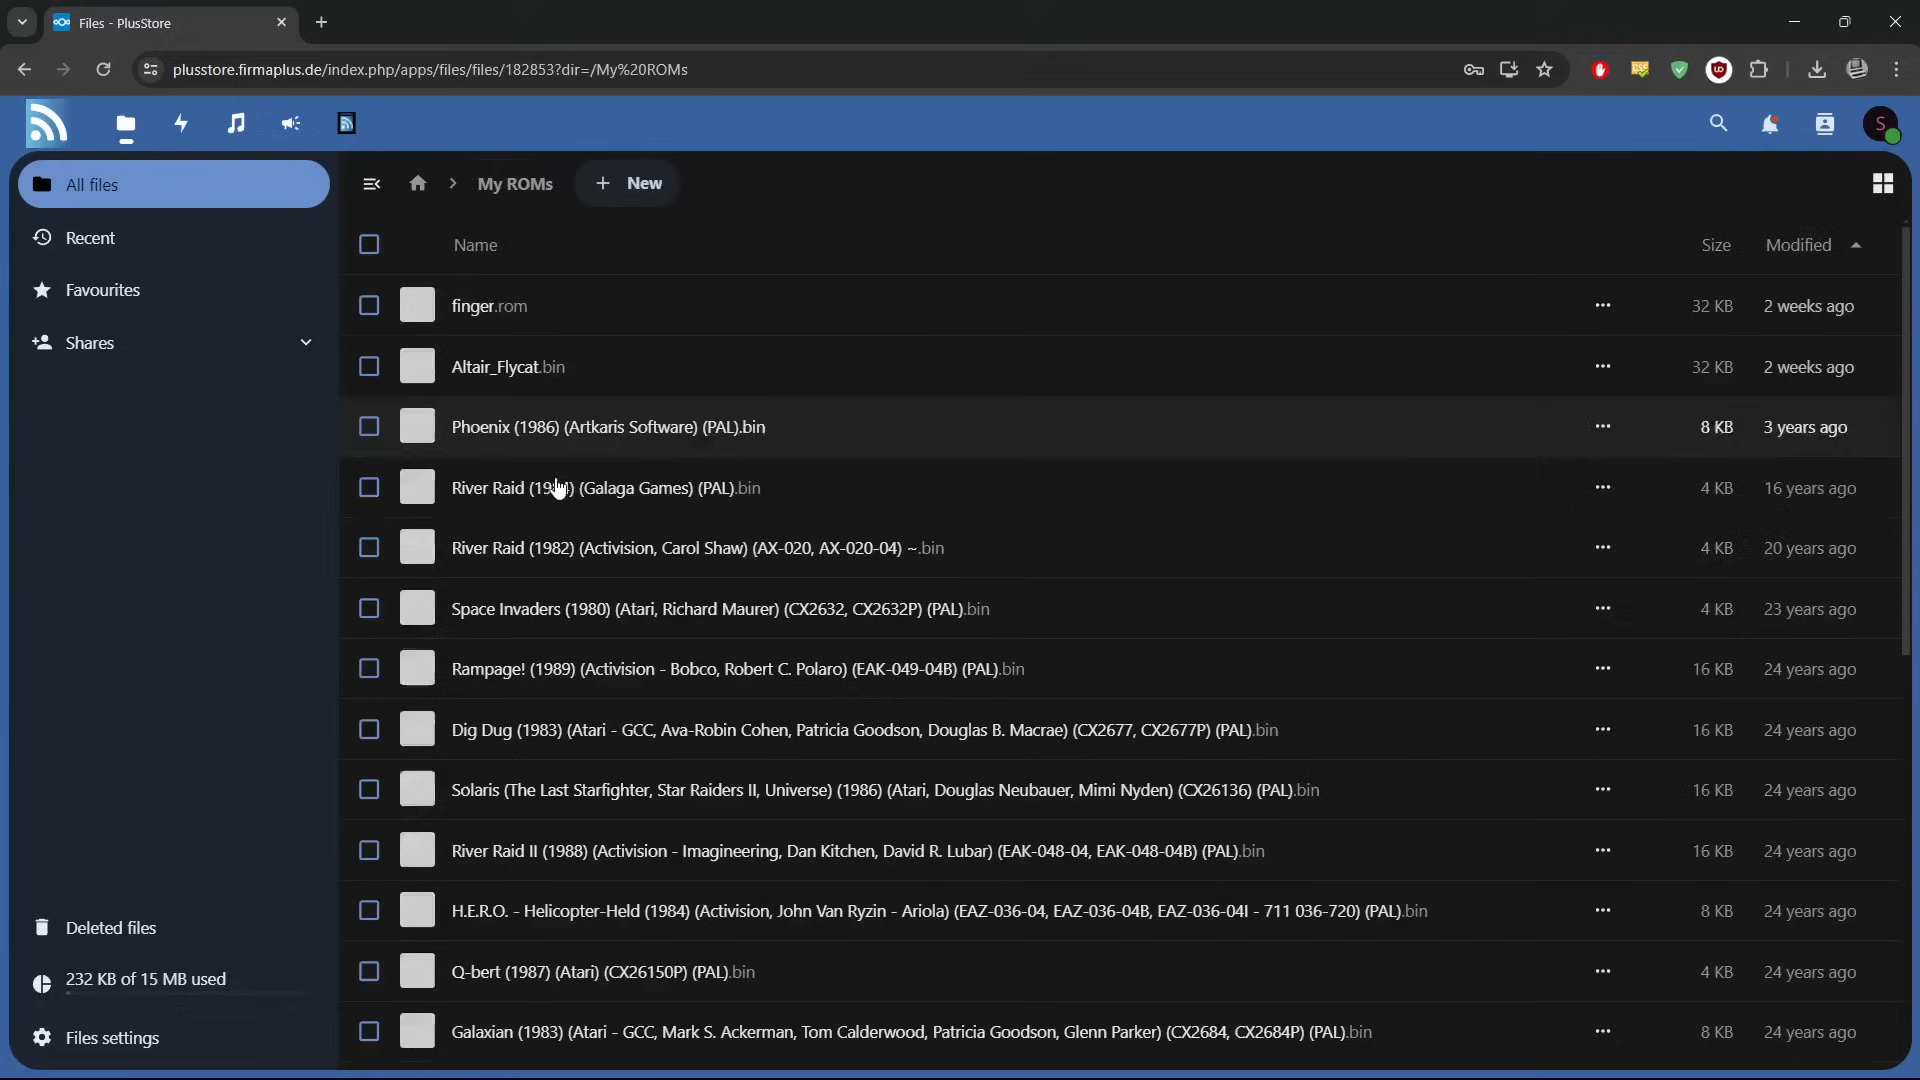 Files - PlusStore
plusstore.firmaplus.de/index.php/apps/files/files/182853?dir=/My%20ROMs
S
All files
Recent
Favourites
Shares
Deleted files
232 KB of 15 MB used
Files settings
My ROMs
+ New
Name Size Modified
finger.rom 32 KB 2 weeks ago
Altair_Flycat.bin 32 KB 2 weeks ago
Phoenix (1986) (Artkaris Software) (PAL).bin 8 KB 3 years ago
River Raid (Galaga Games) (PAL).bin 4 KB 16 years ago
River Raid (1982) (Activision, Carol Shaw) (AX-020, AX-020-04) ~.bin 4 KB 20 years ago
Space Invaders (1980) (Atari, Richard Maurer) (CX2632, CX2632P) (PAL).bin 4 KB 23 years ago
Rampage! (1989) (Activision - Bobco, Robert C. Polaro) (EAK-049-04B) (PAL).bin 16 KB 24 years ago
Dig Dug (1983) (Atari - GCC, Ava-Robin Cohen, Patricia Goodson, Douglas B. Macrae) (CX2677, CX2677P) (PAL).bin 16 KB 24 years ago
Solaris (The Last Starfighter, Star Raiders II, Universe) (1986) (Atari, Douglas Neubauer, Mimi Nyden) (CX26136) (PAL).bin 16 KB 24 years ago
River Raid II (1988) (Activision - Imagineering, Dan Kitchen, David R. Lubar) (EAK-048-04, EAK-048-04B) (PAL).bin 16 KB 24 years ago
H.E.R.O. - Helicopter-Held (1984) (Activision, John Van Ryzin - Ariola) (EAZ-036-04, EAZ-036-04B, EAZ-036-04I - 711 036-720) (PAL).bin 8 KB 24 years ago
Q-bert (1987) (Atari) (CX26150P) (PAL).bin 4 KB 24 years ago
Galaxian (1983) (Atari - GCC, Mark S. Ackerman, Tom Calderwood, Patricia Goodson, Glenn Parker) (CX2684, CX2684P) (PAL).bin 8 KB 24 years ago